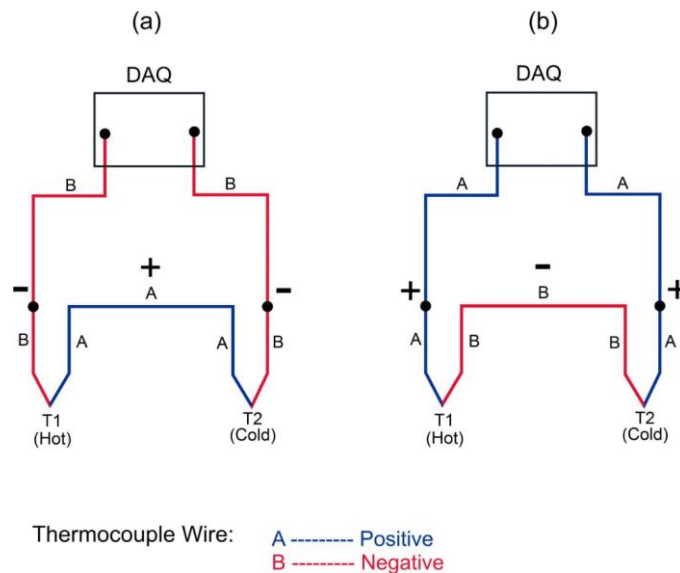 (a)
(b)
DAQ
DAQ
B
B
A
A
+
-
A
-
-
+
B
+
B
A
A
B
A
B
B
A
T1
(Hot)
T2
(Cold)
T1
(Hot)
T2
(Cold)
Thermocouple Wire:
A --------- Positive
B --------- Negative